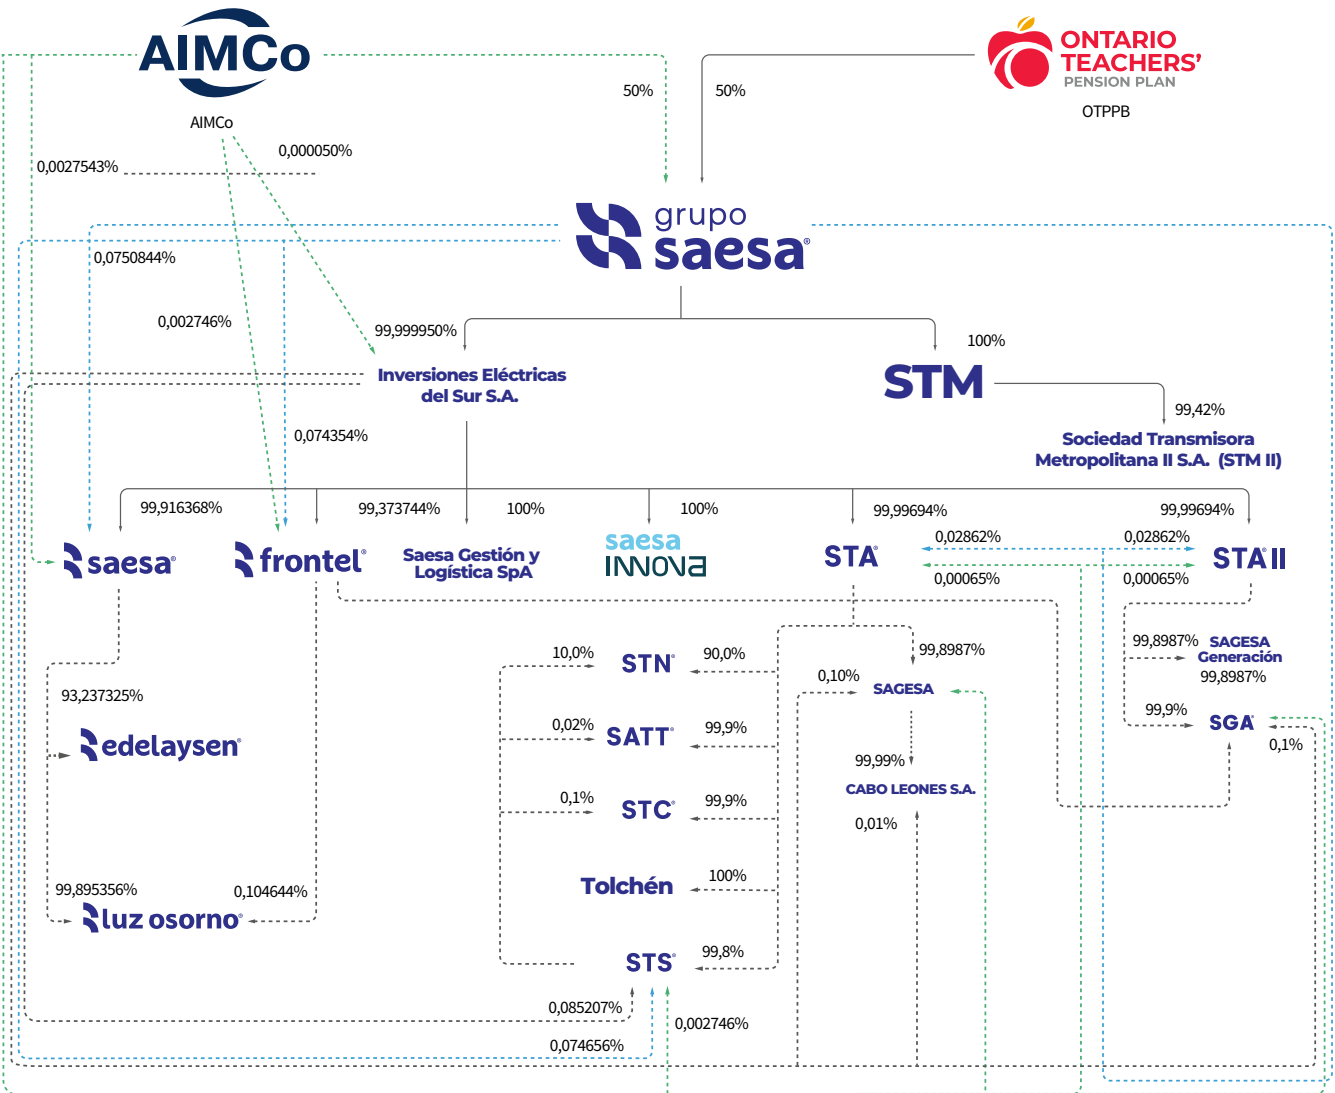 AIMCo
ONTARIO
TEACHERS'
PENSION PLAN
AIMCo
OTPPB
50%
50%
0,0027543%
0,000050%
grupo
saesa
0,0750844%
0,002746%
99,999950%
100%
Inversiones Eléctricas
del Sur S.A.
STM
99,42%
0,074354%
Sociedad Transmisora
Metropolitana II S.A. (STM II)
99,916368%
99,373744%
100%
100%
99,99694%
99,99694%
saesa
frontel
Saesa Gestión y
Logística SpA
saesa
INNOVA
STA
0,02862%
0,02862%
0,00065%
0,00065%
STA II
10,0%
STN
90,0%
99,8987%
99,8987%
SAGESA
Generación
99,8987%
0,10%
SAGESA
93,237325%
99,9%
SGA
0,1%
edelaysen
0,02%
SATT
99,9%
99,99%
CABO LEONES S.A.
0,01%
0,1%
STC
99,9%
Tolchén
100%
99,895356%
0,104644%
luz osorno
STS
99,8%
0,085207%
0,002746%
0,074656%